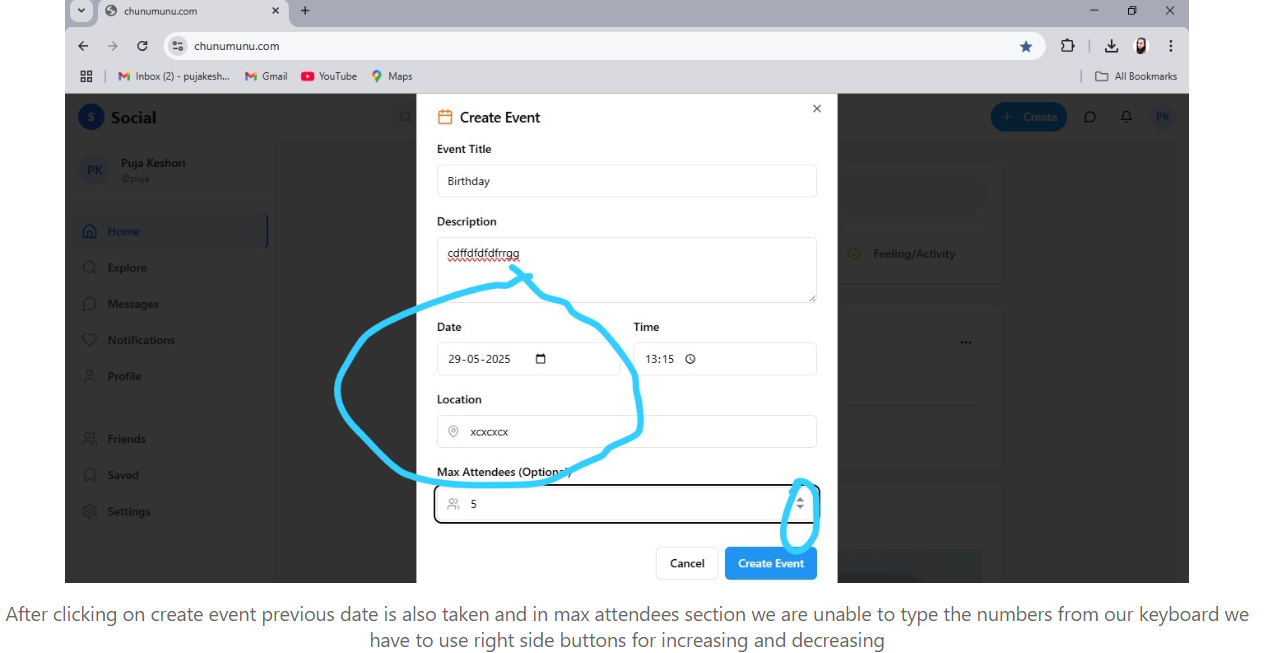 chunumunu.com
chunumunu.com
Inbox (2) - pujakesh... Gmail YouTube Maps All Bookmarks
S Social Create PK
Create Event
PK Puja Keshori
@puja
Event Title
Birthday
Description
cdffdfdfdfrrgg
Home
Explore
Messages
Notifications
Profile
Friends
Saved
Settings
Feeling/Activity
Date Time
29-05-2025 13:15
Location
xcxcxcx
Max Attendees (Optional)
5
Cancel Create Event
After clicking on create event previous date is also taken and in max attendees section we are unable to type the numbers from our keyboard we
have to use right side buttons for increasing and decreasing